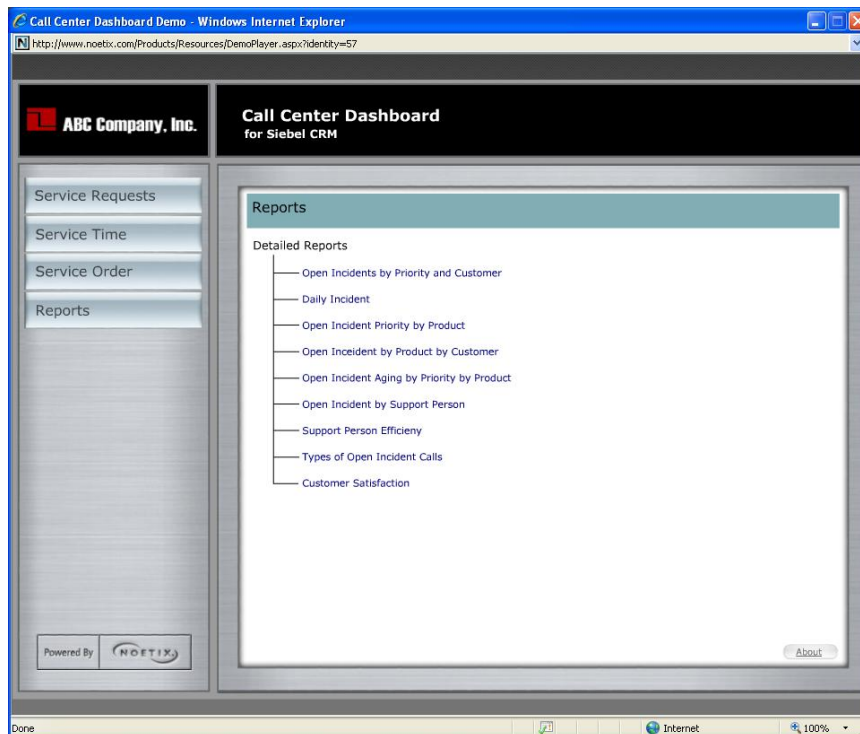 Call Center Dashboard Demo - Windows Internet Explorer
http://www.noetix.com/Products/Resources/DemoPlayer.aspx?identity=57
ABC Company, Inc.
Call Center Dashboard
for Siebel CRM
Service Requests
Service Time
Service Order
Reports
Reports
Detailed Reports
Open Incidents by Priority and Customer
Daily Incident
Open Incident Priority by Product
Open Inceident by Product by Customer
Open Incident Aging by Priority by Product
Open Incident by Support Person
Support Person Efficieny
Types of Open Incident Calls
Customer Satisfaction
Powered By NOETIX
About
Done Internet 100%